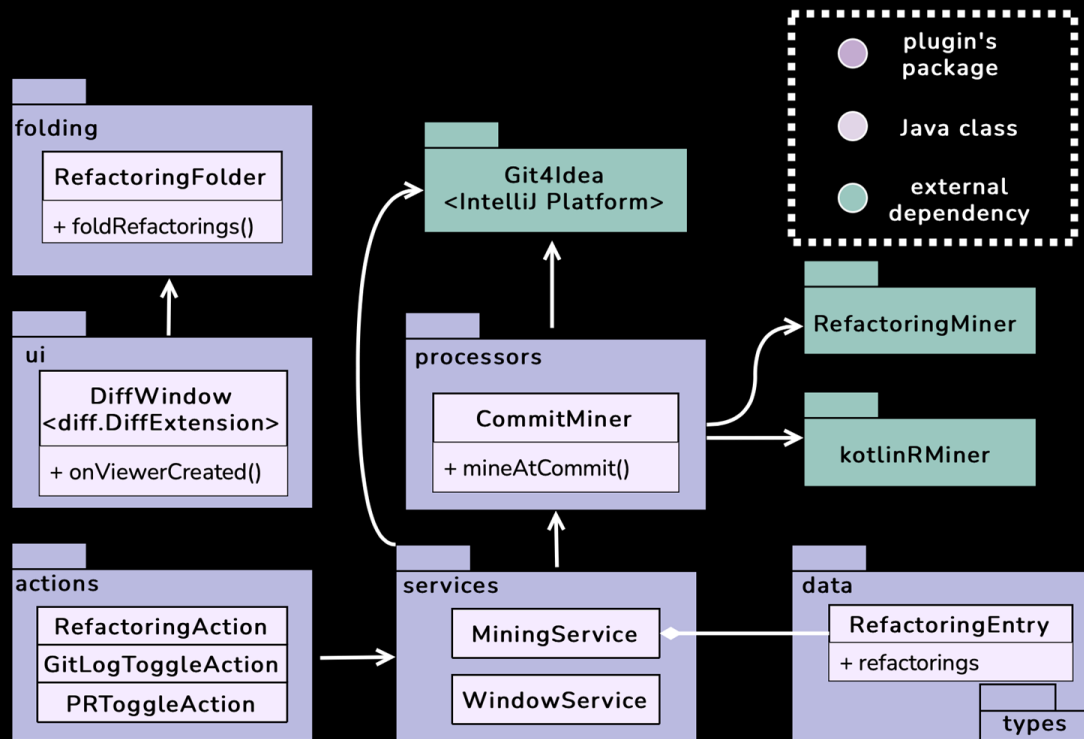 plugin's
package
Java class
external
dependency
folding
RefactoringFolder
+ foldRefactorings()
Git4Idea
<IntelliJ Platform>
RefactoringMiner
ui
DiffWindow
<diff.DiffExtension>
+ onViewerCreated()
processors
CommitMiner
+ mineAtCommit()
kotlinRMiner
actions
RefactoringAction
GitLogToggleAction
PRToggleAction
services
MiningService
WindowService
data
RefactoringEntry
+ refactorings
types